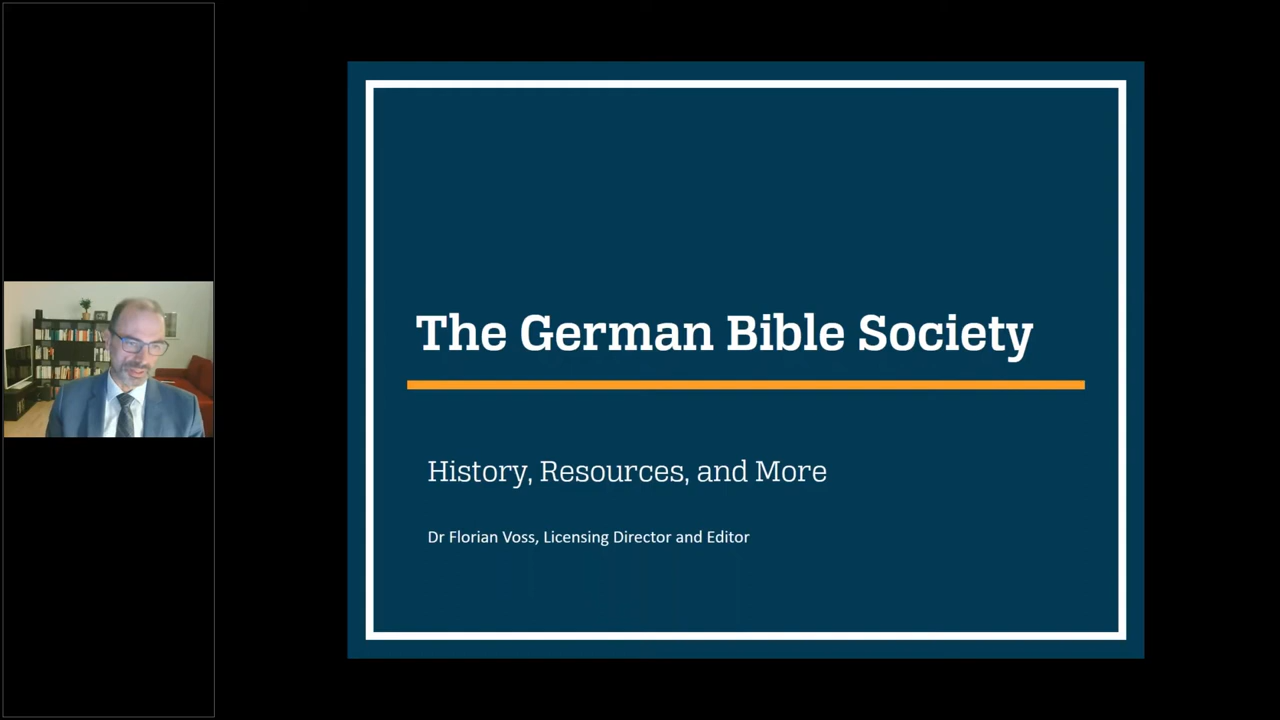 The German Bible Society
History, Resources, and More
Dr Florian Voss, Licensing Director and Editor